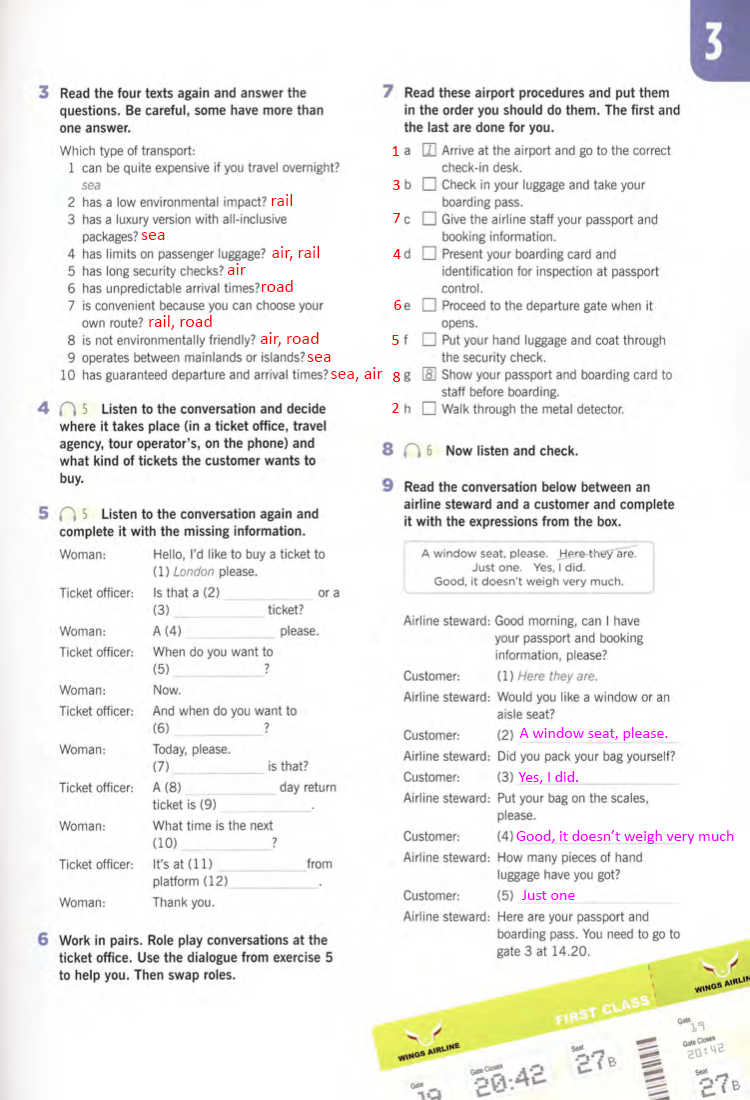 3
3 Read the four texts again and answer the
questions. Be careful, some have more than
one answer.
Which type of transport:
1 can be quite expensive if you travel overnight?
sea
2 has a low environmental impact? rail
3 has a luxury version with all-inclusive
packages? sea
4 has limits on passenger luggage? air, rail
5 has long security checks? air
6 has unpredictable arrival times? road
7 is convenient because you can choose your
own route? rail, road
8 is not environmentally friendly? air, road
9 operates between mainlands or islands? sea
10 has guaranteed departure and arrival times? sea, air
4 5 Listen to the conversation and decide
where it takes place (in a ticket office, travel
agency, tour operator's, on the phone) and
what kind of tickets the customer wants to
buy.
5 5 Listen to the conversation again and
complete it with the missing information.
Woman: Hello, I'd like to buy a ticket to
(1) London please.
Ticket officer: Is that a (2) ____________ or a
(3) ____________ ticket?
Woman: A (4) ____________ please.
Ticket officer: When do you want to
(5) ____________ ?
Woman: Now.
Ticket officer: And when do you want to
(6) ____________ ?
Woman: Today, please.
(7) ____________ is that?
Ticket officer: A (8) ____________ day return
ticket is (9) ____________ .
Woman: What time is the next
(10) ____________ ?
Ticket officer: It's at (11) ____________ from
platform (12) ____________ .
Woman: Thank you.
6 Work in pairs. Role play conversations at the
ticket office. Use the dialogue from exercise 5
to help you. Then swap roles.
7 Read these airport procedures and put them
in the order you should do them. The first and
the last are done for you.
1 a 1 Arrive at the airport and go to the correct
check-in desk.
3 b Check in your luggage and take your
boarding pass.
7 c Give the airline staff your passport and
booking information.
4 d Present your boarding card and
identification for inspection at passport
control.
6 e Proceed to the departure gate when it
opens.
5 f Put your hand luggage and coat through
the security check.
8 g 8 Show your passport and boarding card to
staff before boarding.
2 h Walk through the metal detector.
8 6 Now listen and check.
9 Read the conversation below between an
airline steward and a customer and complete
it with the expressions from the box.
A window seat, please. Here they are.
Just one. Yes, I did.
Good, it doesn't weigh very much.
Airline steward: Good morning, can I have
your passport and booking
information, please?
Customer: (1) Here they are.
Airline steward: Would you like a window or an
aisle seat?
Customer: (2) A window seat, please.
Airline steward: Did you pack your bag yourself?
Customer: (3) Yes, I did.
Airline steward: Put your bag on the scales,
please.
Customer: (4) Good, it doesn't weigh very much
Airline steward: How many pieces of hand
luggage have you got?
Customer: (5) Just one
Airline steward: Here are your passport and
boarding pass. You need to go to
gate 3 at 14.20.
WINGS AIRLINE
FIRST CLASS
WINGS AIRLIN
Gate
19
Gate Closes
20:42
Seat
27B
Gate
19
Gate Closes
20:42
Seat
27B